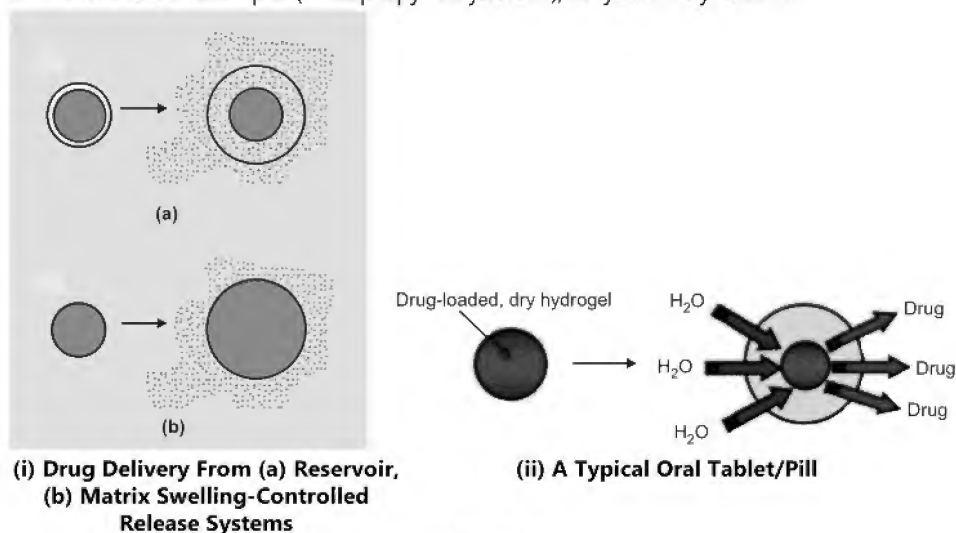 (a)
(b)
(i) Drug Delivery From (a) Reservoir,
(b) Matrix Swelling-Controlled
Release Systems
Drug-loaded, dry hydrogel
H₂O
H₂O
H₂O
Drug
Drug
Drug
(ii) A Typical Oral Tablet/Pill